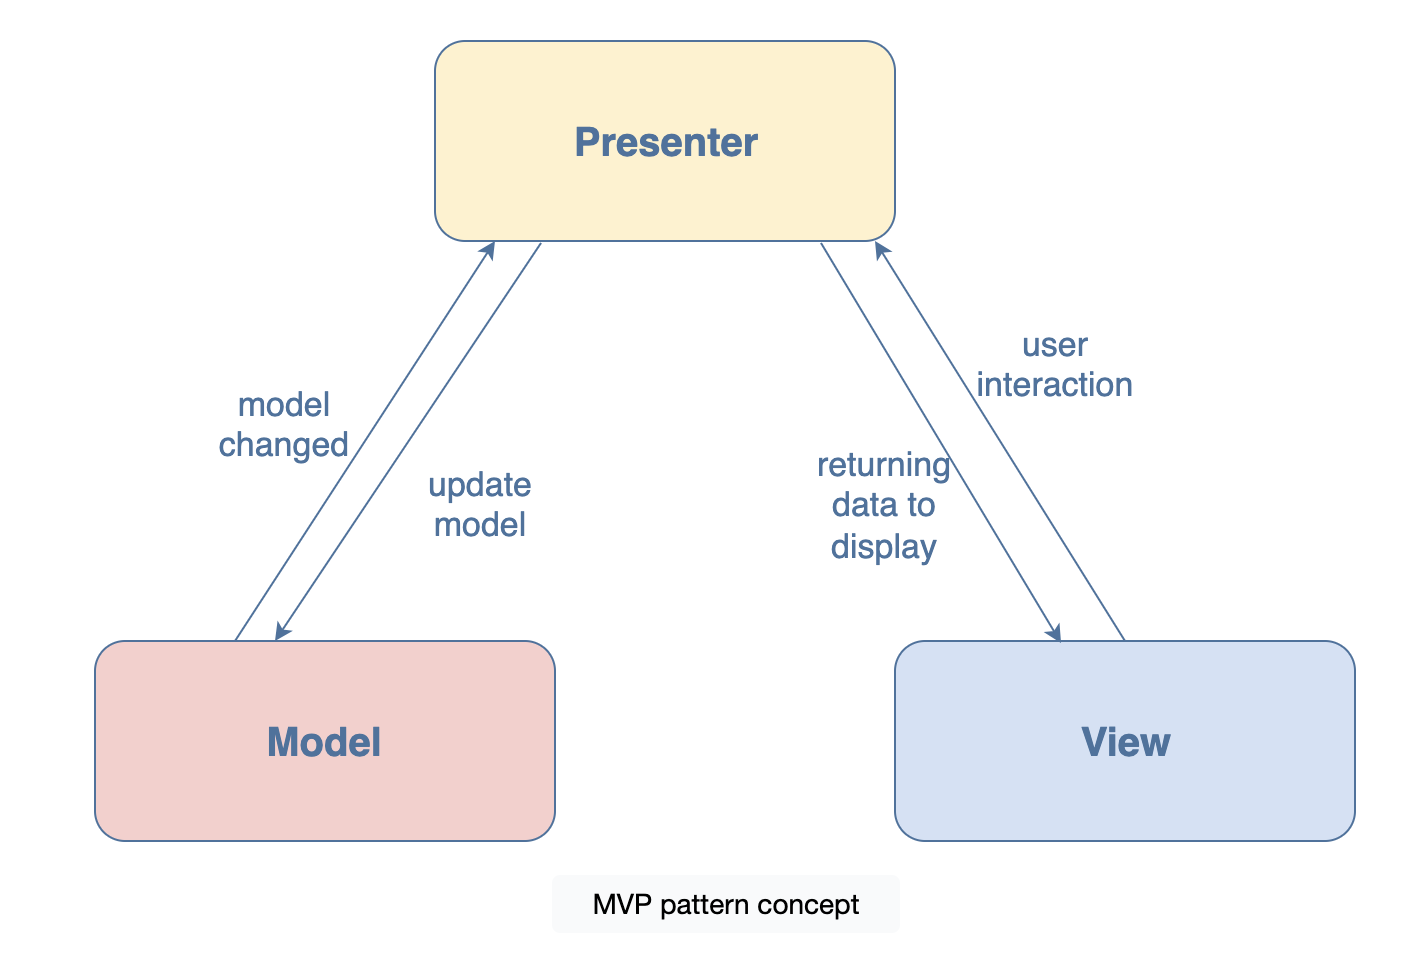 Presenter
user
interaction
model
changed
returning
data to
display
update
model
Model
View
MVP pattern concept